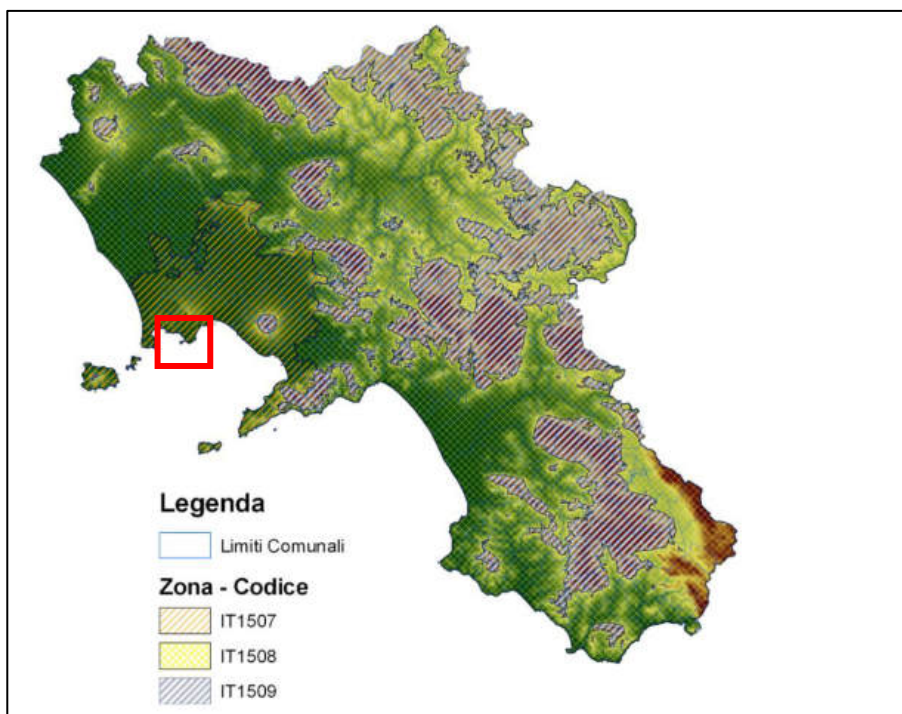 Legenda
Limiti Comunali
Zona - Codice
IT1507
IT1508
IT1509